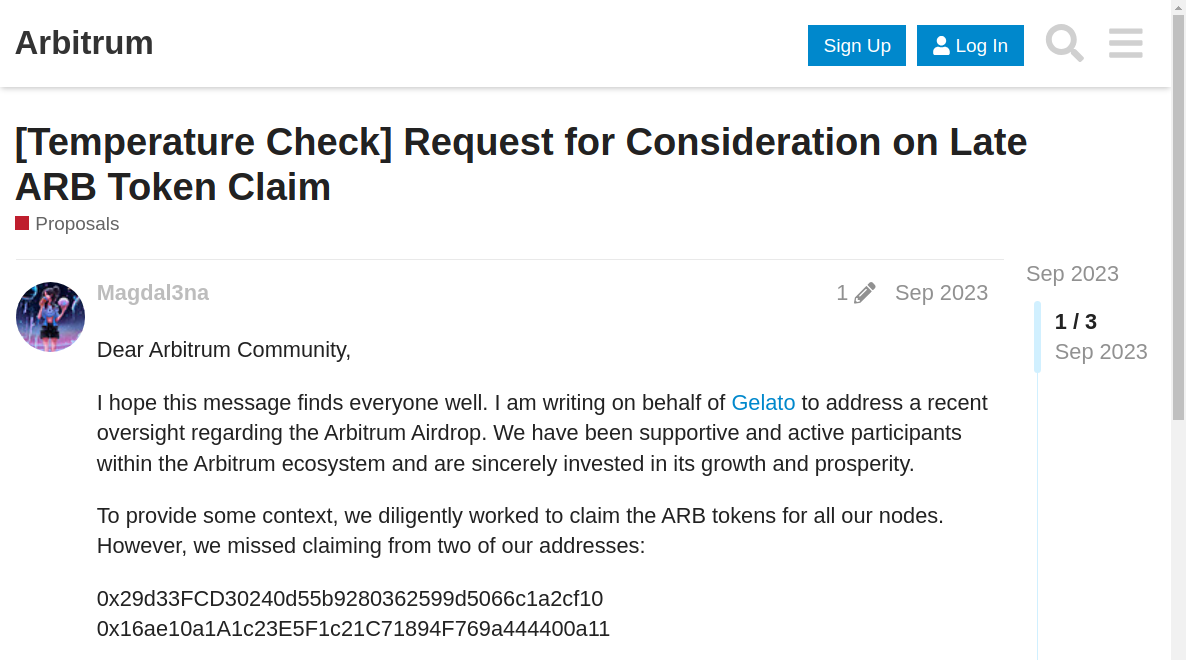 Arbitrum
Sign Up
Log In
[Temperature Check] Request for Consideration on Late
ARB Token Claim
Proposals
Sep 2023
Magdal3na
1
Sep 2023
1 / 3
Sep 2023
Dear Arbitrum Community,
I hope this message finds everyone well. I am writing on behalf of Gelato to address a recent
oversight regarding the Arbitrum Airdrop. We have been supportive and active participants
within the Arbitrum ecosystem and are sincerely invested in its growth and prosperity.
To provide some context, we diligently worked to claim the ARB tokens for all our nodes.
However, we missed claiming from two of our addresses:
0x29d33FCD30240d55b9280362599d5066c1a2cf10
0x16ae10a1A1c23E5F1c21C71894F769a444400a11